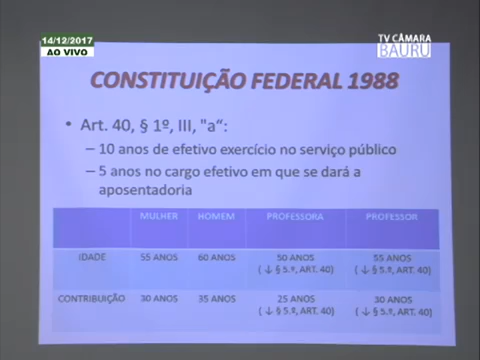 14/12/2017
AO VIVO
TV CÂMARA
BAURU
CONSTITUIÇÃO FEDERAL 1988
• Art. 40, § 1º, III, "a":
– 10 anos de efetivo exercício no serviço público
– 5 anos no cargo efetivo em que se dará a
aposentadoria
MULHER HOMEM PROFESSORA PROFESSOR
IDADE 55 ANOS 60 ANOS 50 ANOS 55 ANOS
(↓ § 5.º, ART. 40) (↓ § 5.º, ART. 40)
CONTRIBUIÇÃO 30 ANOS 35 ANOS 25 ANOS 30 ANOS
(↓ § 5.º, ART. 40) (↓ § 5.º, ART. 40)